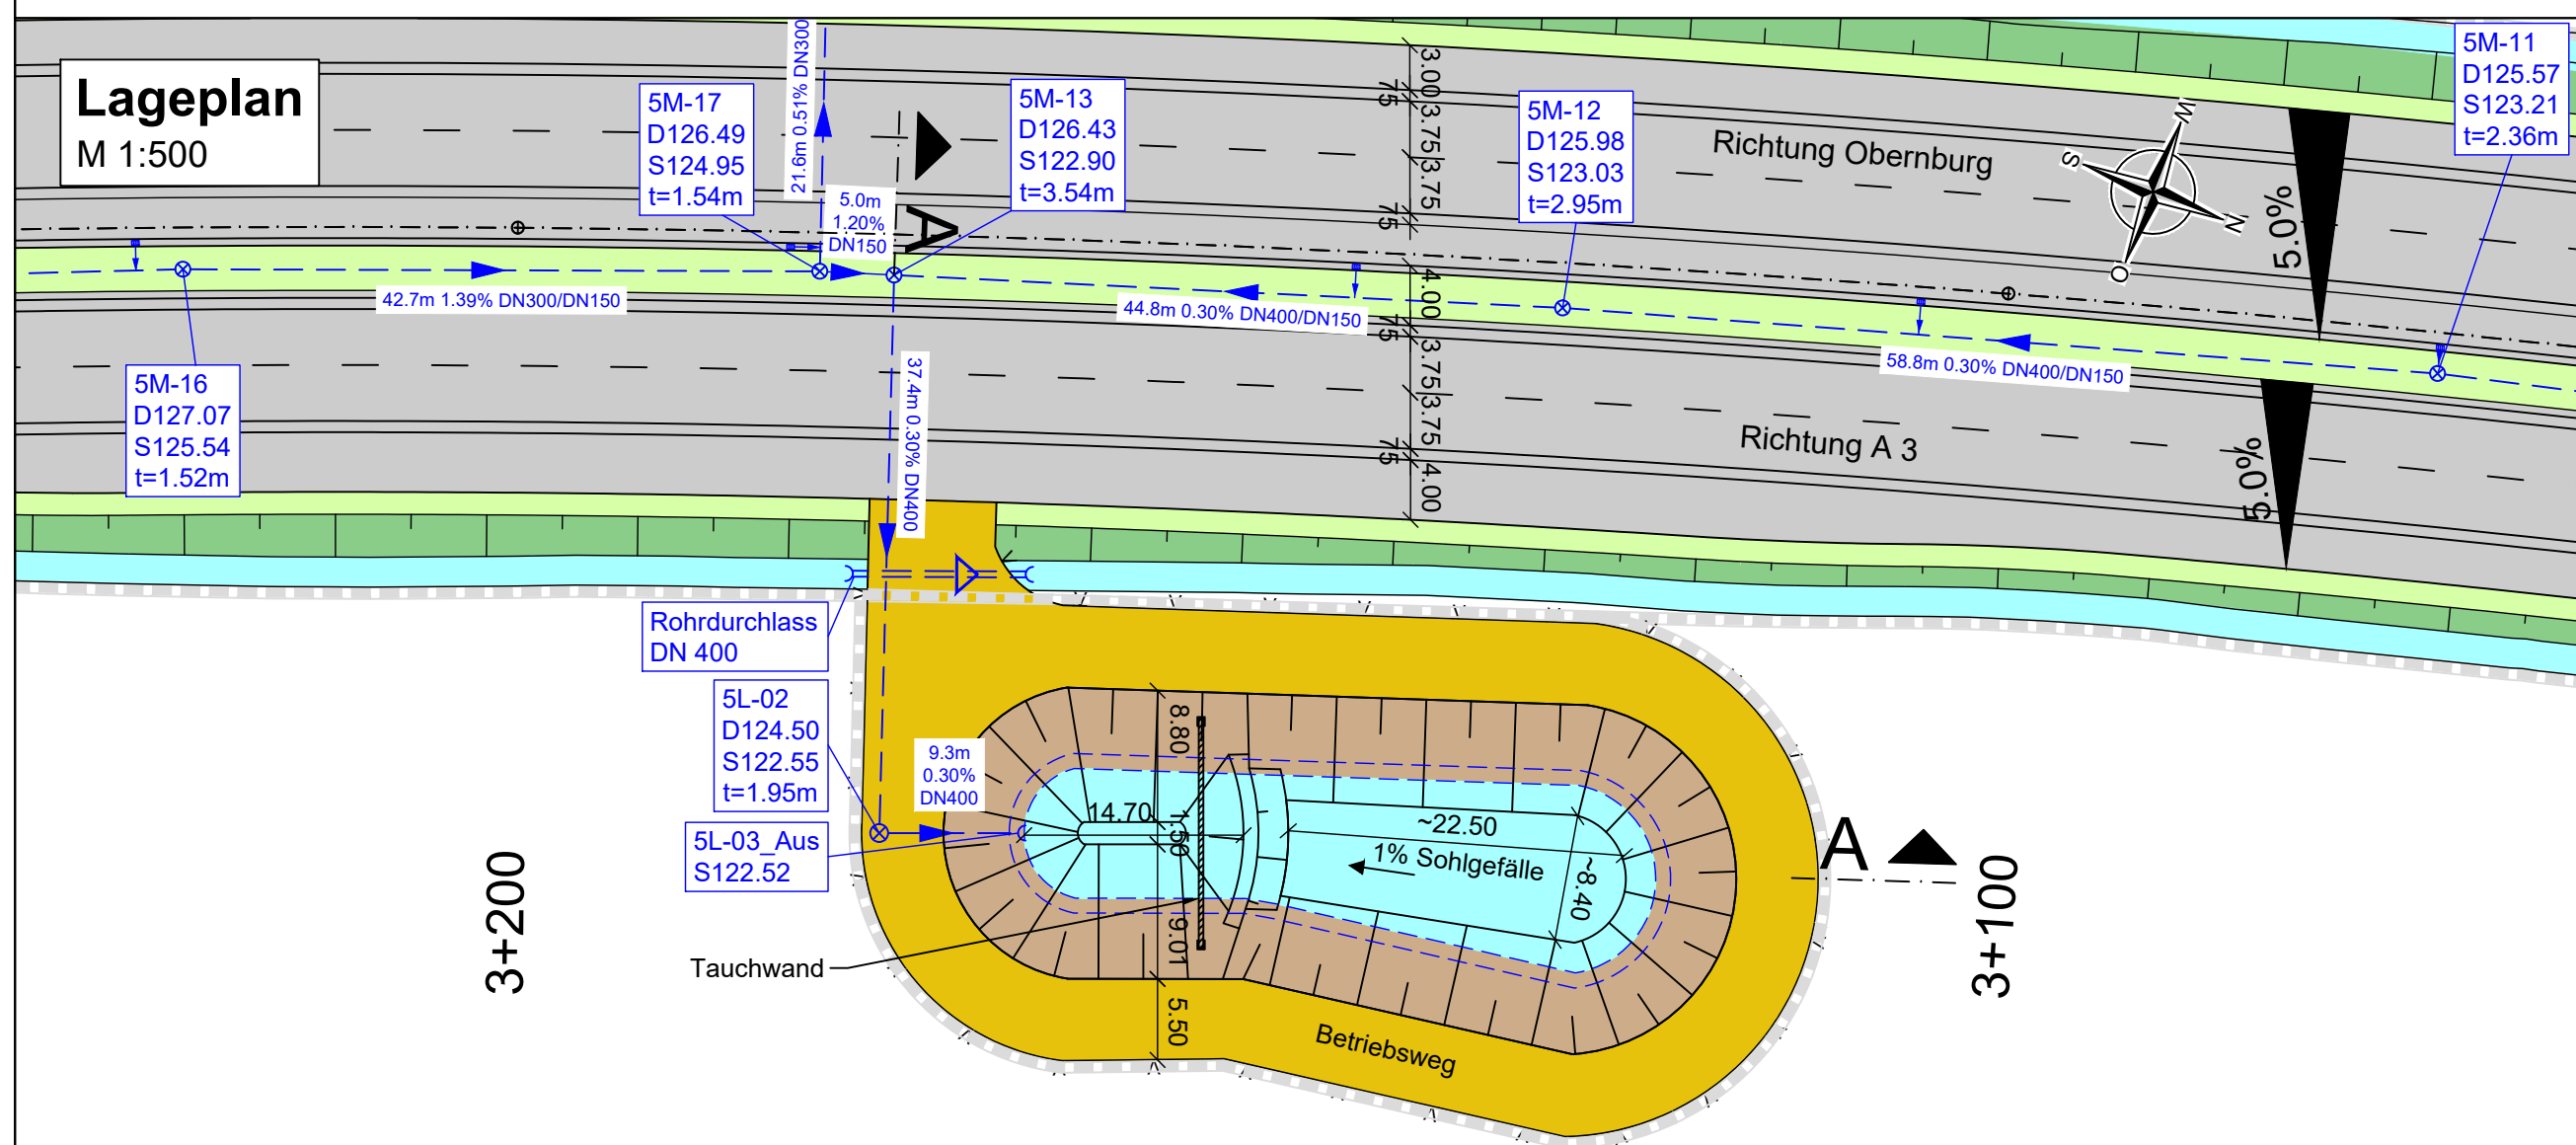 Lageplan
M 1:500
5M-17
D126.49
S124.95
t=1.54m
21.6m 0.51% DN300
5.0m
1.20%
DN150
A
5M-13
D126.43
S122.90
t=3.54m
5M-12
D125.98
S123.03
t=2.95m
5M-11
D125.57
S123.21
t=2.36m
3.00
75
3.75
3.75
75
4.00
75
3.75
3.75
75
4.00
Richtung Obernburg
W
S
N
O
5.0%
42.7m 1.39% DN300/DN150
44.8m 0.30% DN400/DN150
58.8m 0.30% DN400/DN150
5M-16
D127.07
S125.54
t=1.52m
37.4m 0.30% DN400
Richtung A 3
5.0%
Rohrdurchlass
DN 400
5L-02
D124.50
S122.55
t=1.95m
9.3m
0.30%
DN400
5L-03_Aus
S122.52
8.80
14.70
1.50
9.01
5.50
~22.50
1% Sohlgefälle
~8.40
A
3+200
3+100
Tauchwand
Betriebsweg